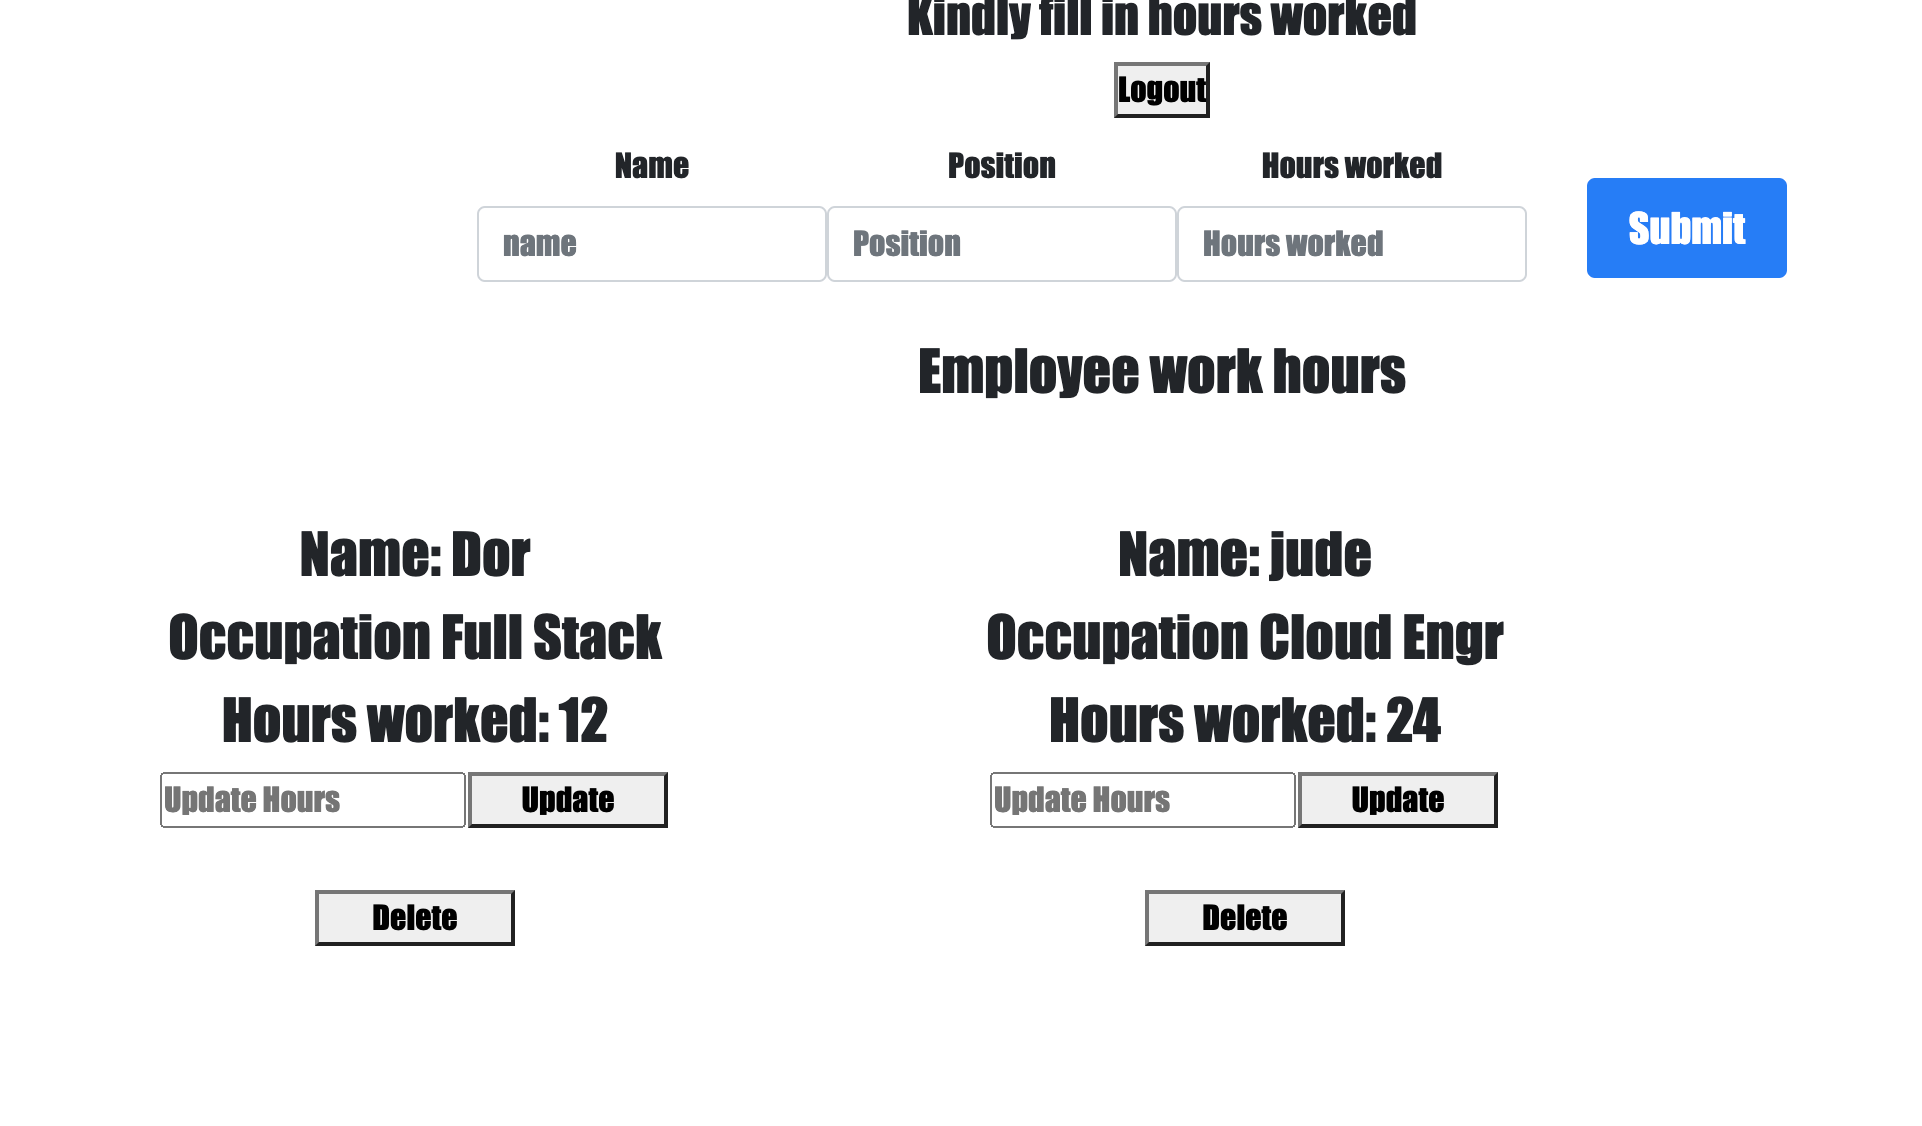 Kindly fill in hours worked
Logout
Name Position Hours worked
name Position Hours worked Submit
Employee work hours
Name: Dor
Occupation Full Stack
Hours worked: 12
Update Hours Update
Delete
Name: jude
Occupation Cloud Engr
Hours worked: 24
Update Hours Update
Delete